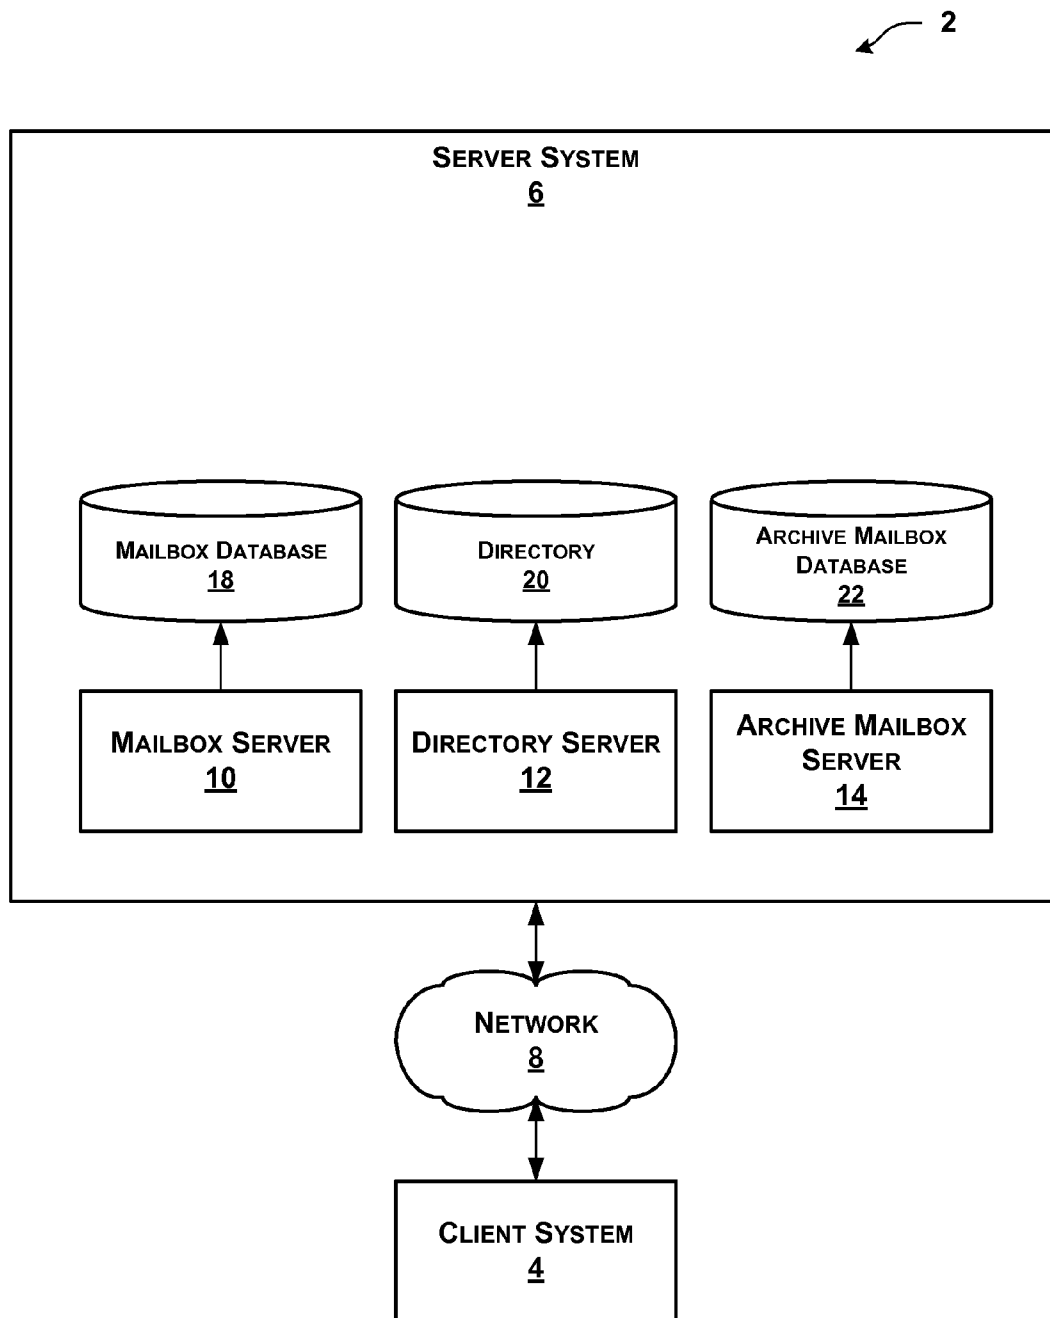 2
SERVER SYSTEM
6
MAILBOX DATABASE
18
DIRECTORY
20
ARCHIVE MAILBOX
DATABASE
22
MAILBOX SERVER
10
DIRECTORY SERVER
12
ARCHIVE MAILBOX
SERVER
14
NETWORK
8
CLIENT SYSTEM
4